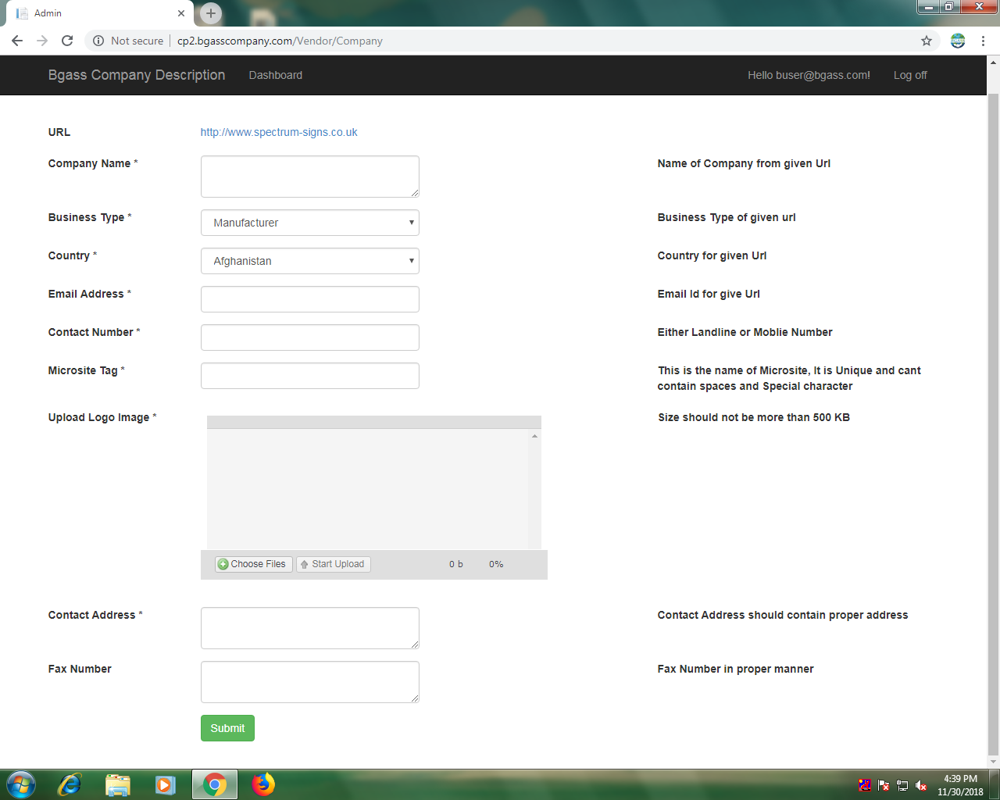 Admin
Not secure | cp2.bgasscompany.com/Vendor/Company
Bgass Company Description Dashboard Hello buser@bgass.com! Log off
URL http://www.spectrum-signs.co.uk
Company Name * Name of Company from given Url
Business Type * Manufacturer Business Type of given url
Country * Afghanistan Country for given Url
Email Address * Email Id for give Url
Contact Number * Either Landline or Moblie Number
Microsite Tag * This is the name of Microsite, It is Unique and cant
contain spaces and Special character
Upload Logo Image * Size should not be more than 500 KB
Choose Files Start Upload 0 b 0%
Contact Address * Contact Address should contain proper address
Fax Number Fax Number in proper manner
Submit
4:39 PM
11/30/2018